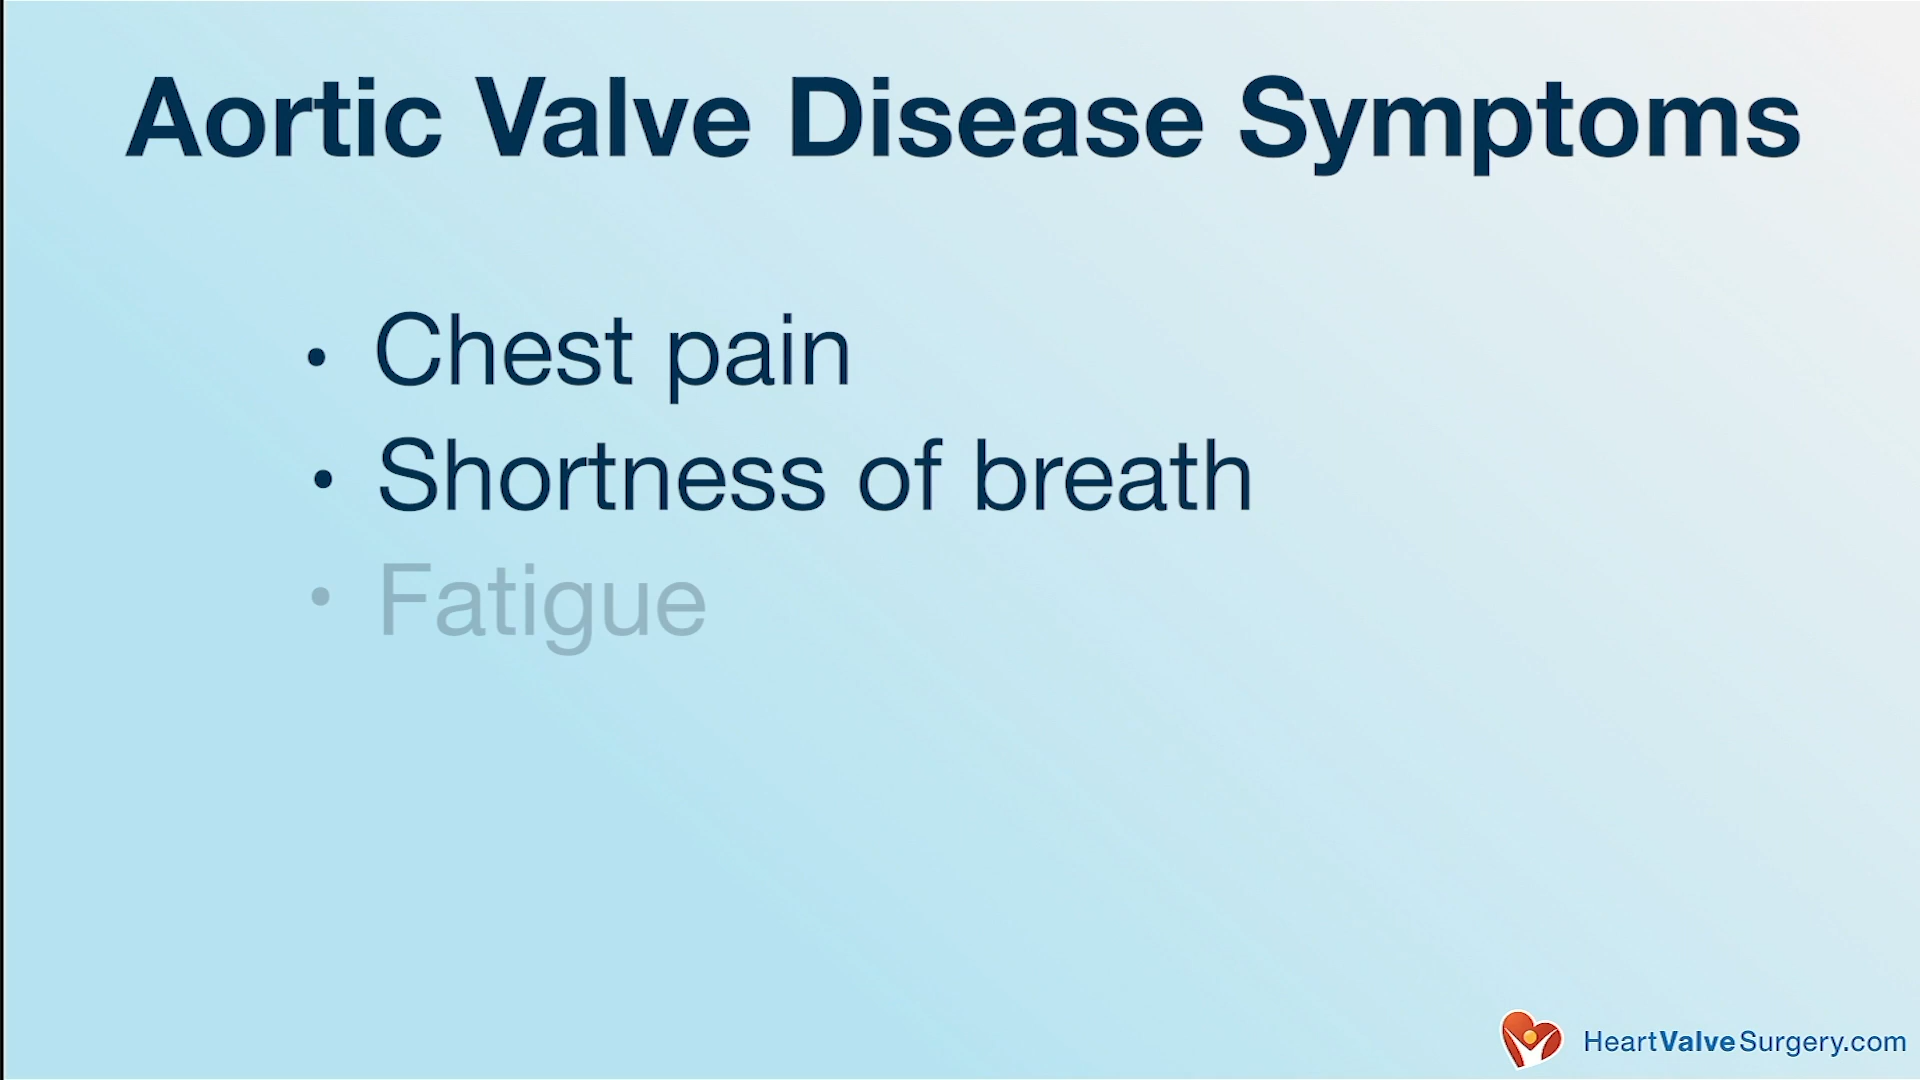 Aortic Valve Disease Symptoms
• Chest pain
• Shortness of breath
• Fatigue
HeartValveSurgery.com